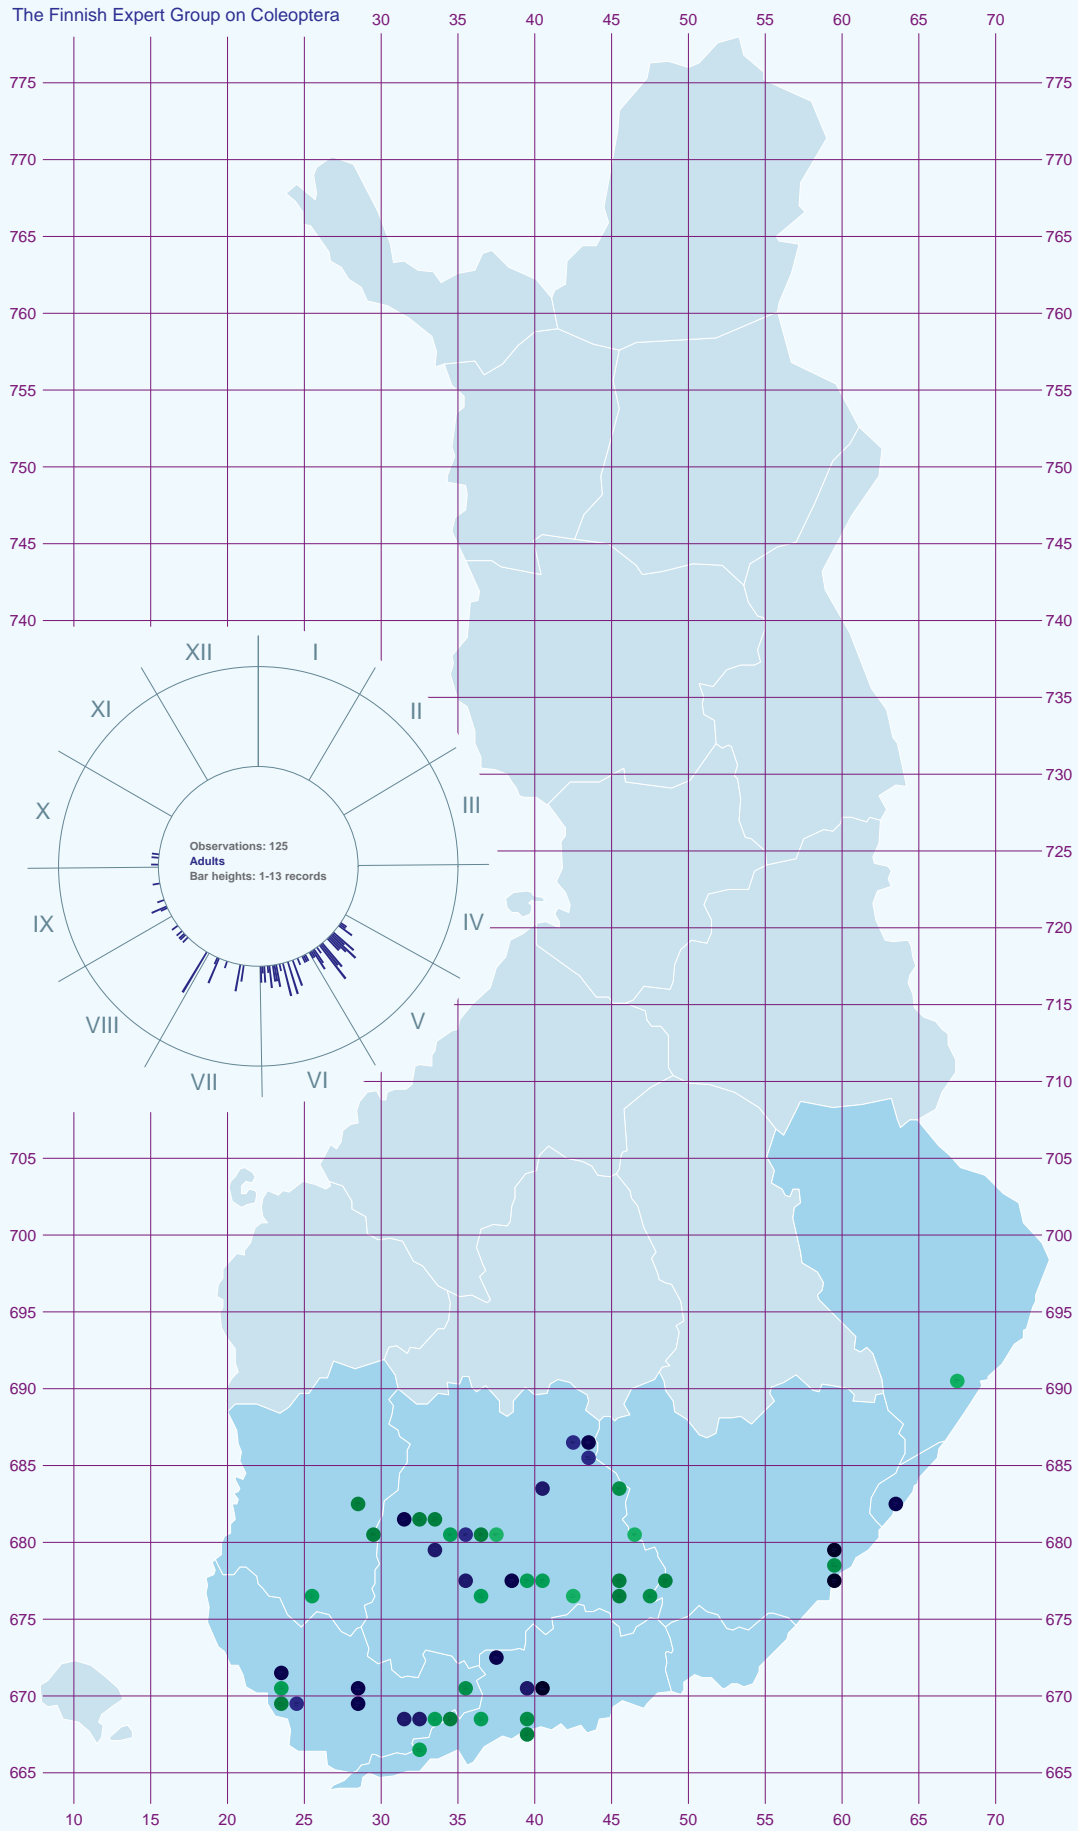 The Finnish Expert Group on Coleoptera
30 35 40 45 50 55 60 65 70
775 775
770 770
765 765
760 760
755 755
750 750
745 745
740 740
XII I
XI II
735
730
X III
725
Observations: 125
Adults
Bar heights: 1-13 records
IX IV
720
715
VIII V
VII VI
710
705 705
700 700
695 695
690 690
685 685
680 680
675 675
670 670
665 665
10 15 20 25 30 35 40 45 50 55 60 65 70